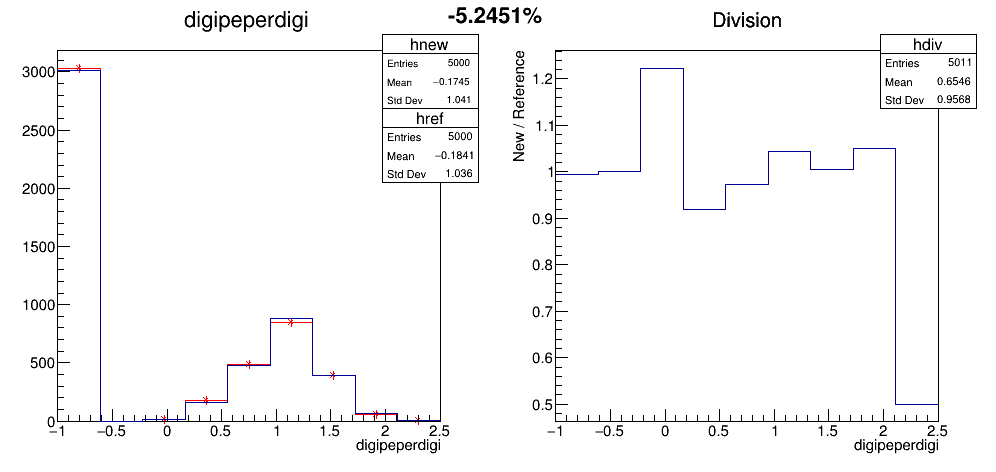 -5.2451%
digipeperdigi
hnew
Entries 5000
Mean −0.1745
Std Dev 1.041
href
Entries 5000
Mean −0.1841
Std Dev 1.036
3000
2500
2000
1500
1000
500
0
−1 −0.5 0 0.5 1 1.5 2 2.5
digipeperdigi
Division
hdiv
Entries 5011
Mean 0.6546
Std Dev 0.9568
New / Reference
1.2
1.1
1
0.9
0.8
0.7
0.6
0.5
−1 −0.5 0 0.5 1 1.5 2 2.5
digipeperdigi